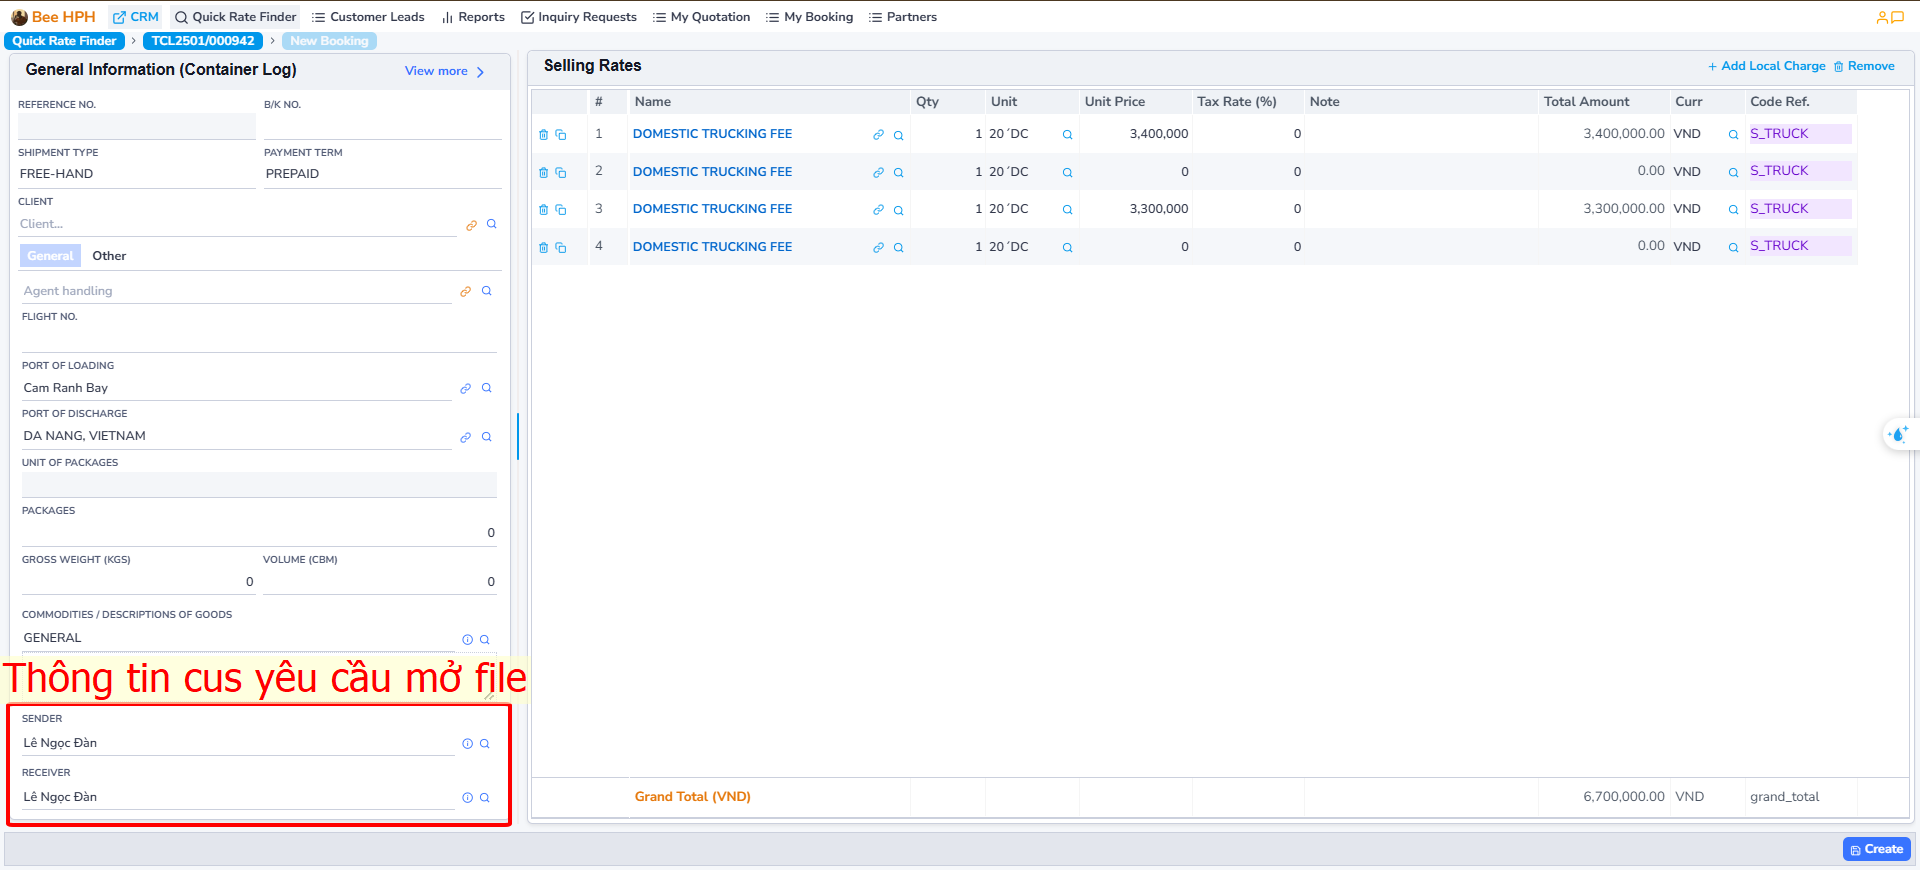 Bee HPH CRM Quick Rate Finder Customer Leads Reports Inquiry Requests My Quotation My Booking Partners
Quick Rate Finder > TCL2501/000942 > New Booking
General Information (Container Log) View more
REFERENCE NO. B/K NO.
SHIPMENT TYPE PAYMENT TERM
FREE-HAND PREPAID
CLIENT
Client...
General Other
Agent handling
FLIGHT NO.
PORT OF LOADING
Cam Ranh Bay
PORT OF DISCHARGE
DA NANG, VIETNAM
UNIT OF PACKAGES
PACKAGES
0
GROSS WEIGHT (KGS) VOLUME (CBM)
0 0
COMMODITIES / DESCRIPTIONS OF GOODS
GENERAL
Thông tin cus yêu cầu mở file
SENDER
Lê Ngọc Đàn
RECEIVER
Lê Ngọc Đàn
Selling Rates + Add Local Charge Remove
# Name Qty Unit Unit Price Tax Rate (%) Note Total Amount Curr Code Ref.
1 DOMESTIC TRUCKING FEE 1 20´DC 3,400,000 0 3,400,000.00 VND S_TRUCK
2 DOMESTIC TRUCKING FEE 1 20´DC 0 0 0.00 VND S_TRUCK
3 DOMESTIC TRUCKING FEE 1 20´DC 3,300,000 0 3,300,000.00 VND S_TRUCK
4 DOMESTIC TRUCKING FEE 1 20´DC 0 0 0.00 VND S_TRUCK
Grand Total (VND) 6,700,000.00 VND grand_total
Create